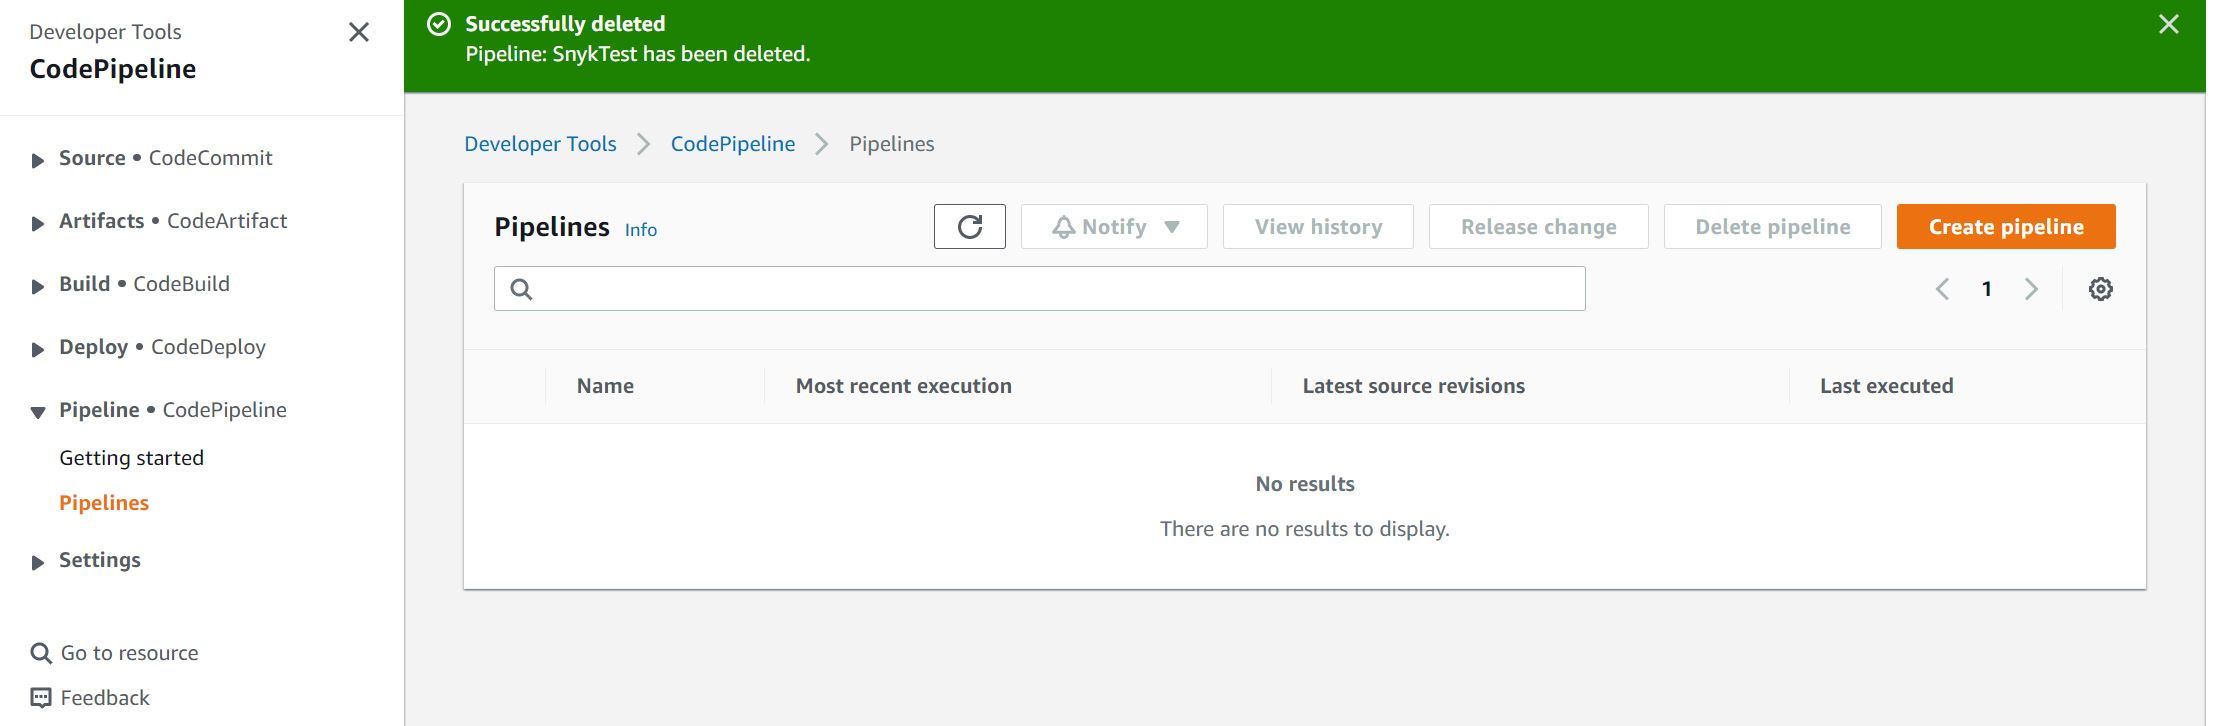 Developer Tools
CodePipeline
Source • CodeCommit
Artifacts • CodeArtifact
Build • CodeBuild
Deploy • CodeDeploy
Pipeline • CodePipeline
Getting started
Pipelines
Settings
Go to resource
Feedback
Successfully deleted
Pipeline: SnykTest has been deleted.
Developer Tools CodePipeline Pipelines
Pipelines Info Notify View history Release change Delete pipeline Create pipeline
1
Name Most recent execution Latest source revisions Last executed
No results
There are no results to display.